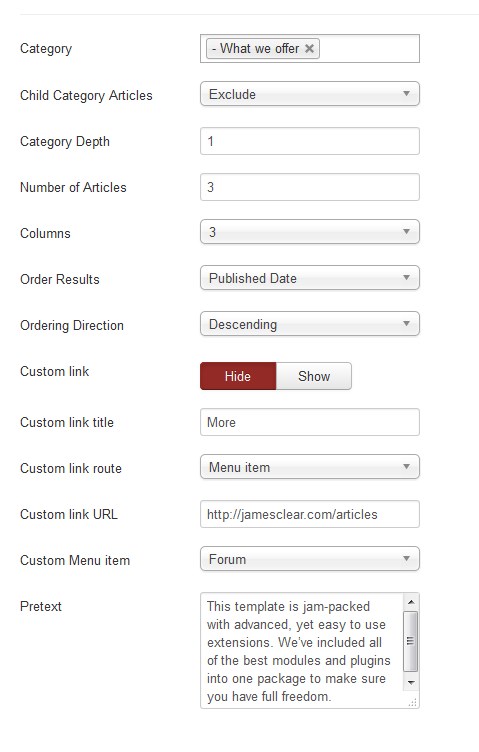 Category - What we offer
Child Category Articles Exclude
Category Depth 1
Number of Articles 3
Columns 3
Order Results Published Date
Ordering Direction Descending
Custom link Hide Show
Custom link title More
Custom link route Menu item
Custom link URL http://jamesclear.com/articles
Custom Menu item Forum
Pretext This template is jam-packed
with advanced, yet easy to use
extensions. We've included all
of the best modules and plugins
into one package to make sure
you have full freedom.